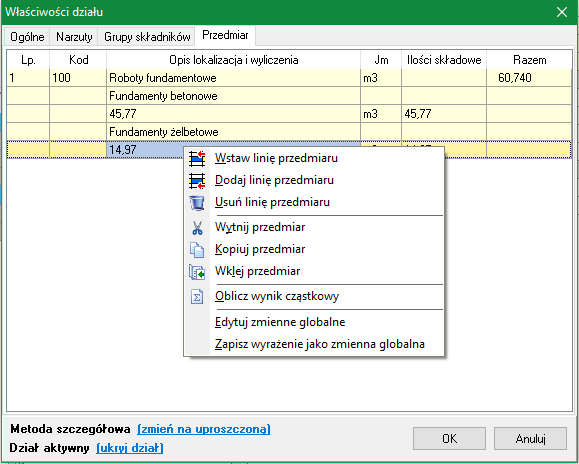 Właściwości działu
Ogólne Narzuty Grupy składników Przedmiar
Lp. Kod Opis lokalizacja i wyliczenia Jm Ilości składowe Razem
1 100 Roboty fundamentowe m3 60,740
Fundamenty betonowe
45,77 m3 45,77
Fundamenty żelbetowe
14,97
Wstaw linię przedmiaru
Dodaj linię przedmiaru
Usuń linię przedmiaru
Wytnij przedmiar
Kopiuj przedmiar
Wklej przedmiar
Oblicz wynik cząstkowy
Edytuj zmienne globalne
Zapisz wyrażenie jako zmienna globalna
Metoda szczegółowa (zmień na uproszczoną)
Dział aktywny (ukryj dział)
OK Anuluj